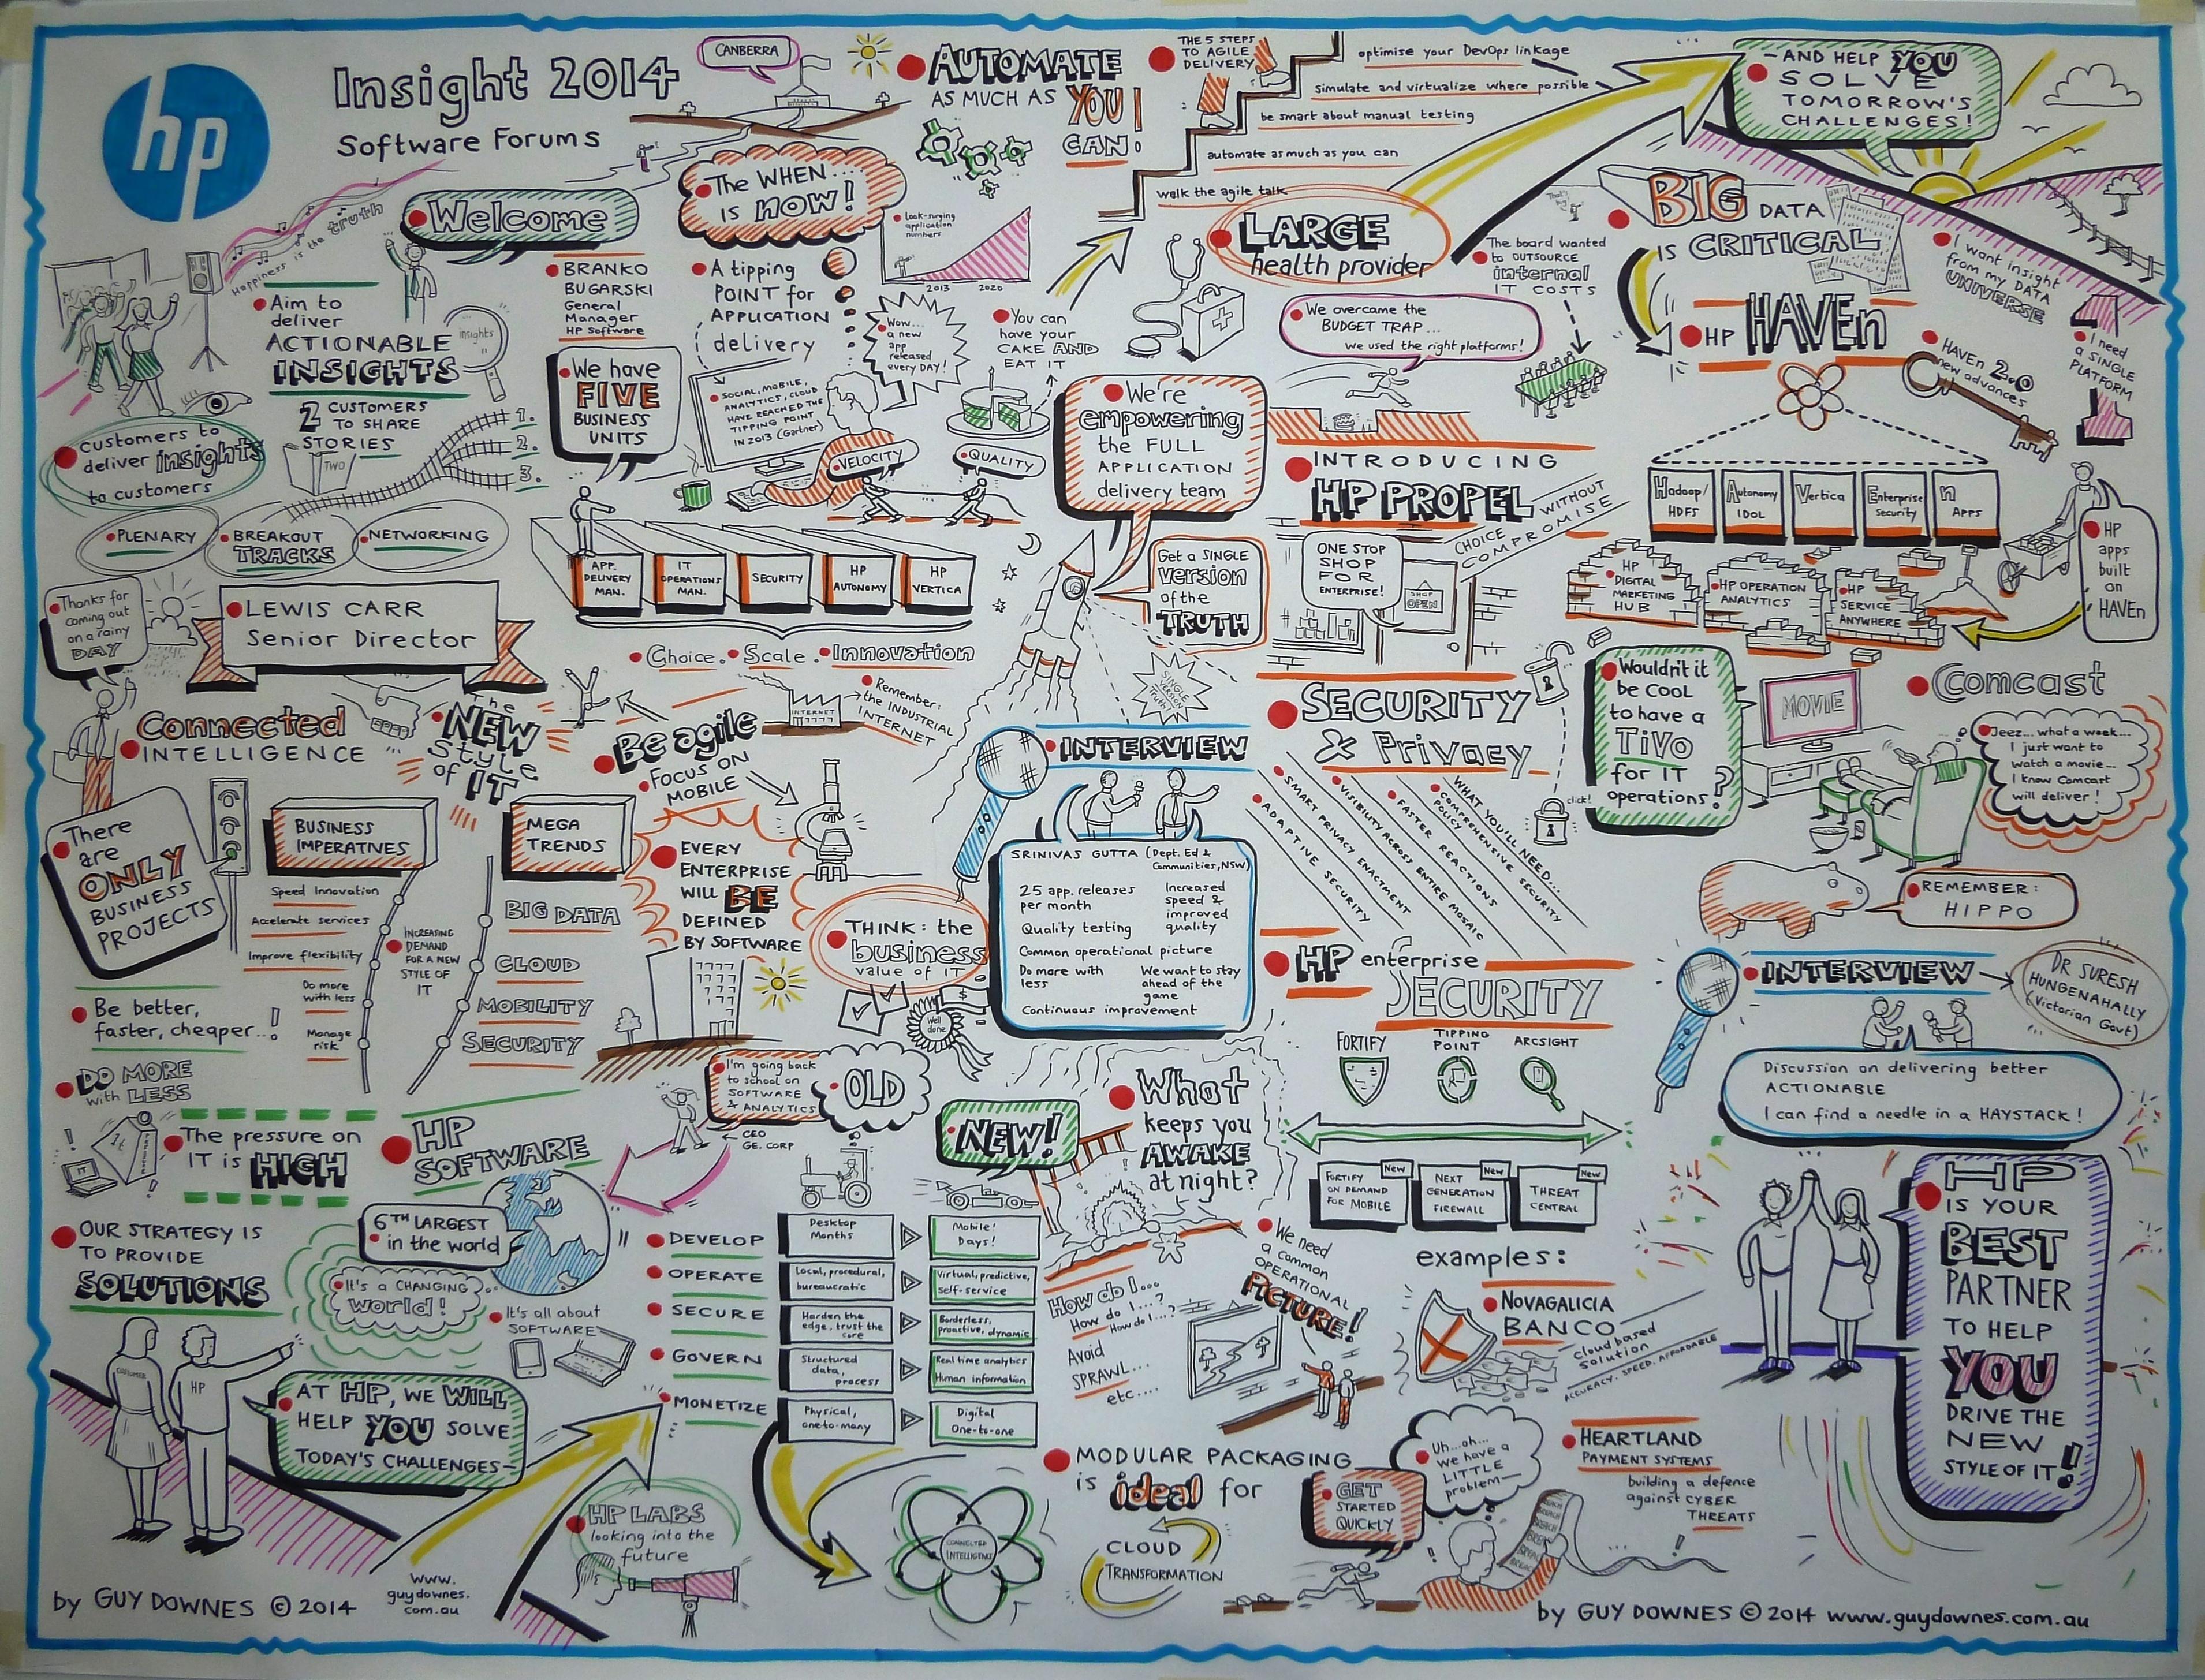 hp
Insight 2014
Software Forums
CANBERRA
AUTOMATE
AS MUCH AS YOU
CAN!
THE 5 STEPS
TO AGILE
DELIVERY
optimise your DevOps linkage
simulate and virtualize where possible
be smart about manual testing
automate as much as you can
walk the agile talk
- AND HELP YOU
SOLVE
TOMORROW'S
CHALLENGES!
Happiness is the truth
Welcome
The WHEN....
is NOW!
BRANKO
BUGARSKI
General
Manager
HP Software
Aim to
deliver
ACTIONABLE
INSIGHTS
insights
2 CUSTOMERS
TO SHARE
STORIES
TWO
1.
2.
3.
customers to
deliver insights
to customers
PLENARY
BREAKOUT
TRACKS
NETWORKING
We have
FIVE
BUSINESS
UNITS
A tipping
POINT for
APPLICATION
delivery
application
numbers
2013 2020
SOCIAL, MOBILE,
ANALYTICS, CLOUD
HAVE REACHED THE
TIPPING POINT
IN 2013 (Gartner)
Wow...
a new
app
released
every DAY!
You can
have your
CAKE AND
EAT IT
VELOCITY
QUALITY
APP.
DELIVERY
MAN.
IT
OPERATIONS
MAN.
SECURITY
HP
AUTONOMY
HP
VERTICA
Choice. Scale. Innovation
We're
empowering
the FULL
APPLICATION
delivery team
Get a SINGLE
version
of the
TRUTH
SINGLE
VERSION
TRUTH
LARGE
health provider
The board wanted
to OUTSOURCE
internal
IT COSTS
We overcame the
BUDGET TRAP...
we used the right platforms!
INTRODUCING
HP PROPEL
CHOICE WITHOUT
COMPROMISE
ONE STOP
SHOP
FOR
ENTERPRISE!
SHOP
OPEN
BIG DATA
is CRITICAL
I want insight
from my DATA
UNIVERSE
HP HAVEn
HAVEn 2.0
new advances
I need
a SINGLE
PLATFORM
Hadoop/
HDFS
Autonomy
IDOL
Vertica
Enterprise
security
n
Apps
HP
DIGITAL
MARKETING
HUB
HP OPERATION
ANALYTICS
HP
SERVICE
ANYWHERE
HP
apps
built
on
HAVEn
Thanks for
coming out
on a rainy
DAY
LEWIS CARR
Senior Director
Connected
INTELLIGENCE
The
NEW
Style
of IT
Be agile
FOCUS ON
MOBILE
INTERNET
Remember:
the INDUSTRIAL
INTERNET
There
are
ONLY
BUSINESS
PROJECTS
BUSINESS
IMPERATIVES
Speed Innovation
Accelerate services
Improve flexibility
Do more
with less
Manage
risk
INCREASING
DEMAND
FOR A NEW
STYLE OF
IT
MEGA
TRENDS
BIG DATA
CLOUD
MOBILITY
SECURITY
EVERY
ENTERPRISE
WILL BE
DEFINED
BY SOFTWARE
THINK: the
business
value of IT
Well
done
INTERVIEW
SRINIVAS GUTTA (Dept. Ed &
Communities, NSW)
25 app. releases
per month
Increased
speed &
improved
quality
Quality testing
Common operational picture
Do more with
less
We want to stay
ahead of the
game
Continuous improvement
SECURITY
& Privacy
WHAT YOU'LL NEED...
COMPREHENSIVE SECURITY
POLICY
FASTER REACTIONS
VISIBILITY ACROSS ENTIRE MOSAIC
SMART PRIVACY ENACTMENT
ADAPTIVE SECURITY
click!
Wouldn't it
be COOL
to have a
TiVo
for IT
operations?
MOVIE
Comcast
Jeez... what a week...
I just want to
watch a movie...
I know Comcast
will deliver!
REMEMBER:
HIPPO
HP enterprise
SECURITY
FORTIFY
TIPPING
POINT
ARCSIGHT
FORTIFY
ON DEMAND
FOR MOBILE
New
NEXT
GENERATION
FIREWALL
New
THREAT
CENTRAL
New
INTERVIEW
DR SURESH
HUNGENAHALLY
(Victorian Govt)
Discussion on delivering better
ACTIONABLE
I can find a needle in a HAYSTACK!
Be better,
faster, cheaper...!
DO MORE
with LESS
IT
The pressure on
IT is HIGH
HP
SOFTWARE
6TH LARGEST
in the world
OUR STRATEGY IS
TO PROVIDE
SOLUTIONS
It's a CHANGING
world!
It's all about
SOFTWARE
I'm going back
to school on
SOFTWARE
& ANALYTICS
CEO
GE. CORP
OLD
NEW!
DEVELOP
Desktop
Months
Mobile!
Days!
OPERATE
Local, procedural,
bureaucratic
Virtual, predictive,
self-service
SECURE
Harden the
edge, trust the
core
Borderless,
proactive, dynamic
GOVERN
Structured
data,
process
Real time analytics
Human information
MONETIZE
Physical,
one-to-many
Digital
One-to-one
What
keeps you
AWAKE
at night?
How do I...
How do I...?
How do I...?
Avoid
SPRAWL...
etc....
We need
a common
OPERATIONAL
PICTURE!
examples:
NOVAGALICIA
BANCO
cloud based
solution
ACCURACY. SPEED. AFFORDABLE
HEARTLAND
PAYMENT SYSTEMS
building a defence
against CYBER
THREATS
Uh...oh...
we have a
LITTLE
problem-
BREACH
MODULAR PACKAGING
is ideal for
CLOUD
TRANSFORMATION
GET
STARTED
QUICKLY
HP
IS YOUR
BEST
PARTNER
TO HELP
YOU
DRIVE THE
NEW
STYLE OF IT!!
CUSTOMER
HP
AT HP, WE WILL
HELP YOU SOLVE
TODAY'S CHALLENGES-
HP LABS
looking into the
future
CONNECTED
INTELLIGENCE
by GUY DOWNES © 2014
www.
guydownes.
com.au
by GUY DOWNES © 2014 www.guydownes.com.au